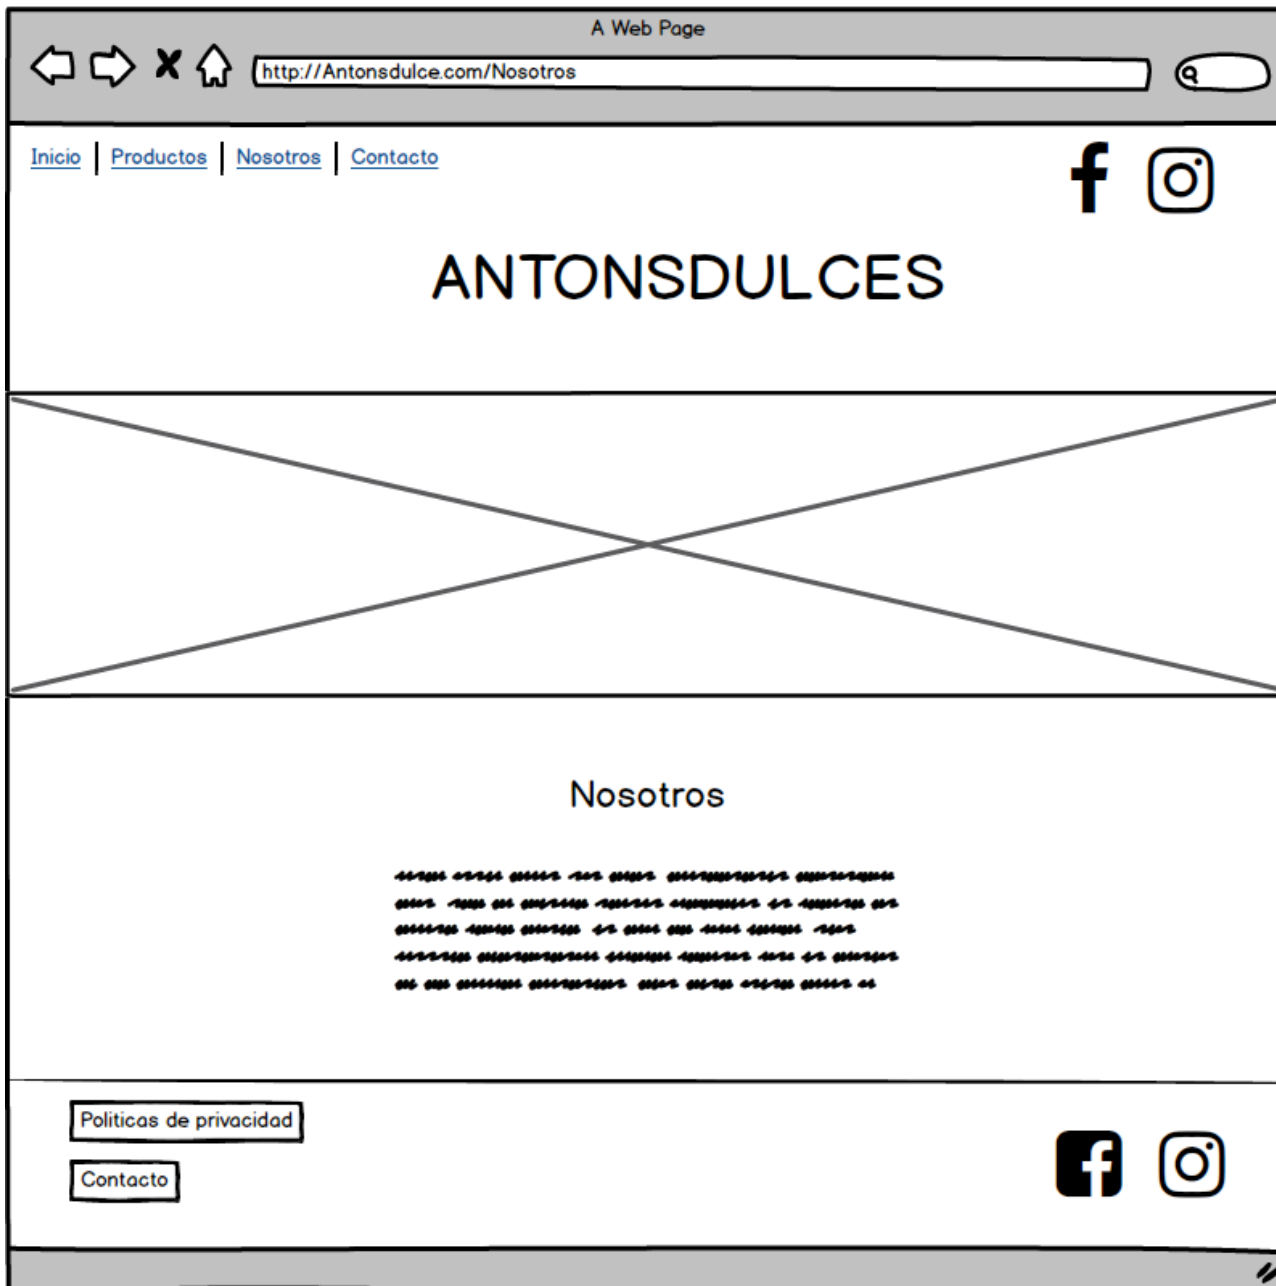 A Web Page
http://Antonsdulce.com/Nosotros
Inicio Productos Nosotros Contacto
ANTONSDULCES
Nosotros
Politicas de privacidad
Contacto